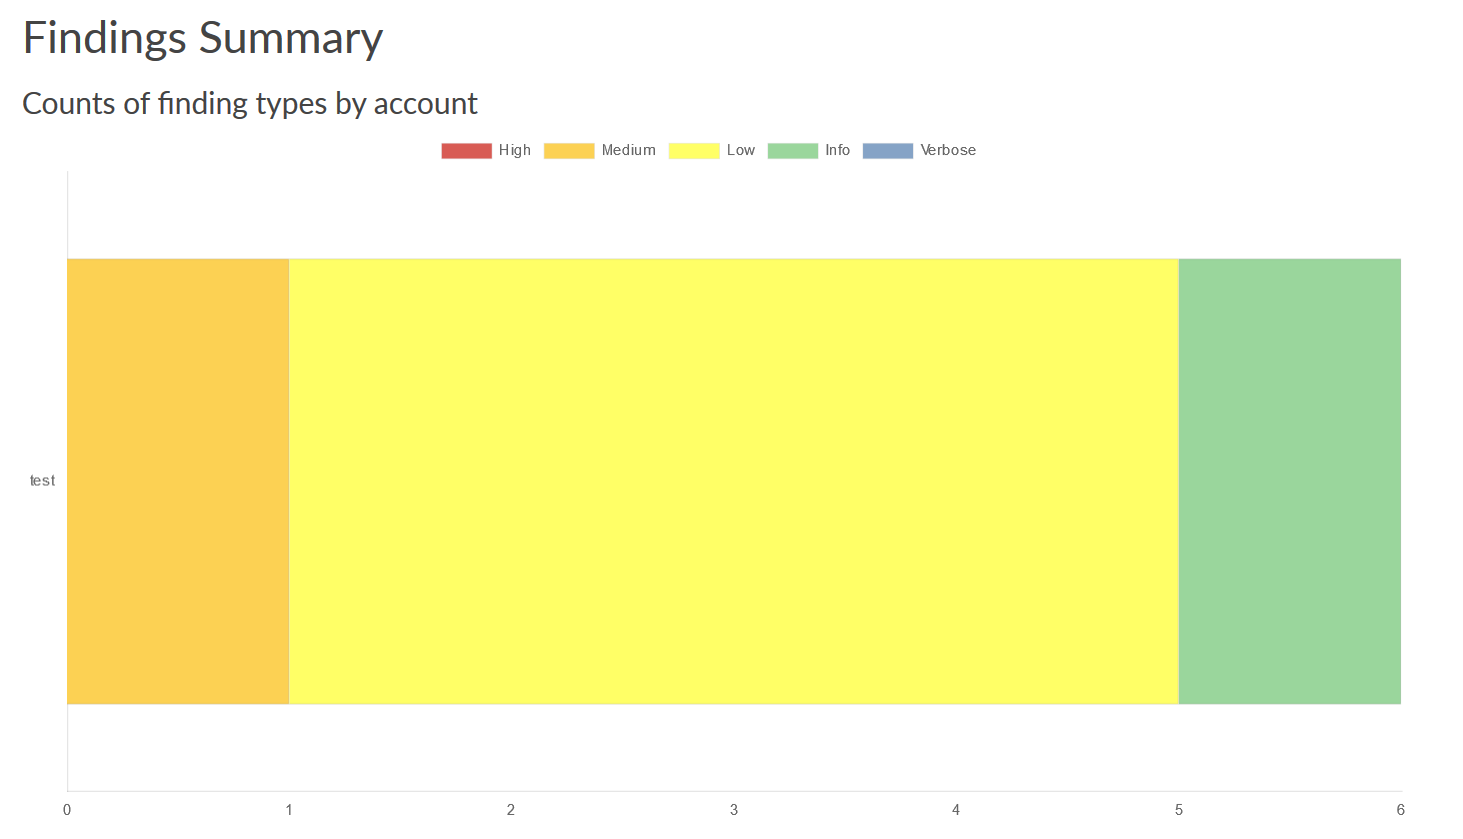 Findings Summary
Counts of finding types by account
High Medium Low Info Verbose
test
0 1 2 3 4 5 6